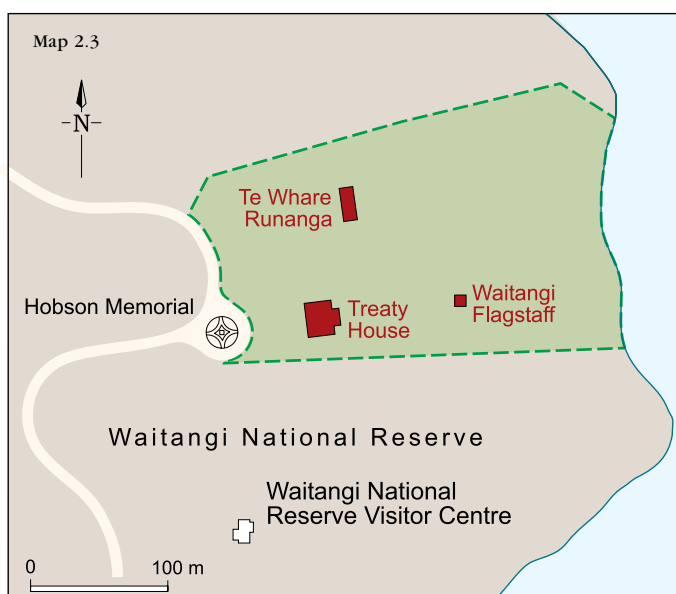 Map 2.3
N
Te Whare
Runanga
Hobson Memorial
Treaty
House
Waitangi
Flagstaff
Waitangi National Reserve
Waitangi National
Reserve Visitor Centre
0
100 m